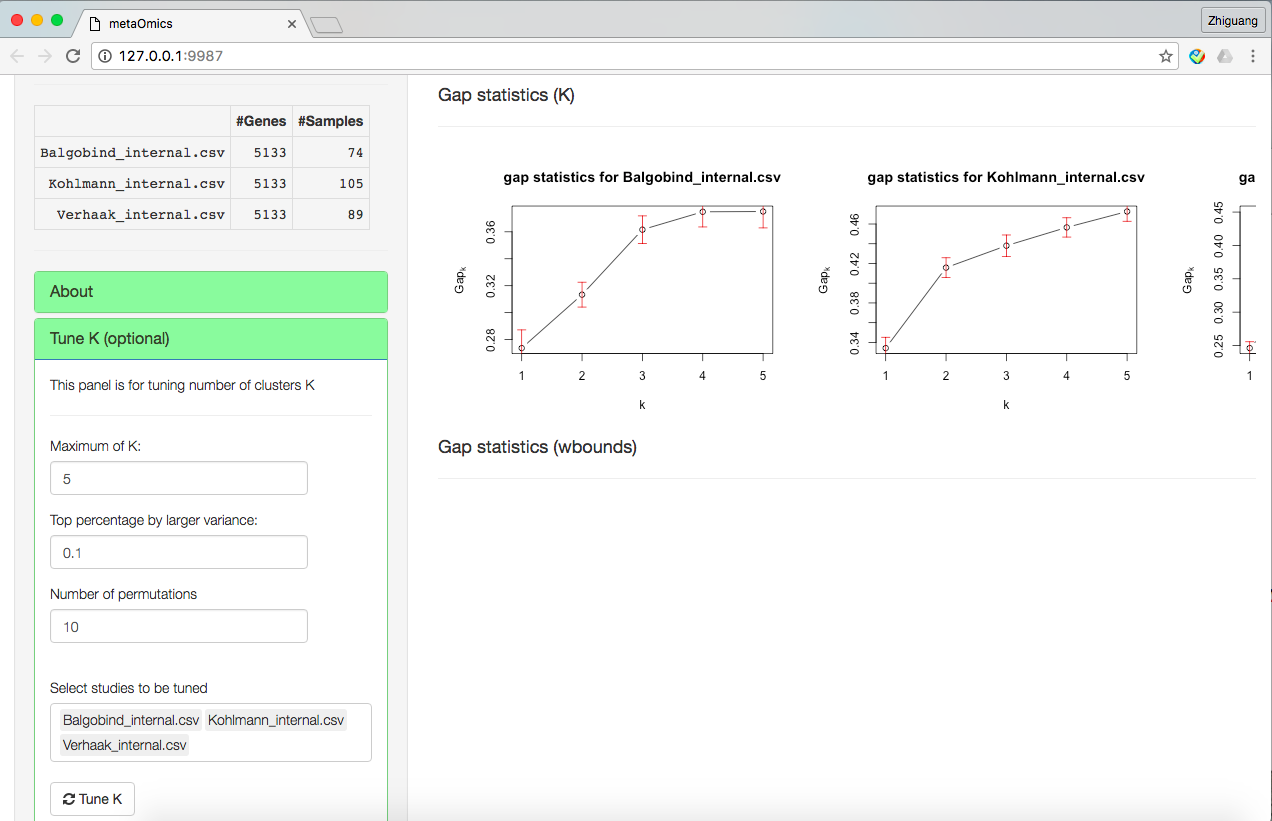 metaOmics
Zhiguang
127.0.0.1:9987
#Genes #Samples
Balgobind_internal.csv 5133 74
Kohlmann_internal.csv 5133 105
Verhaak_internal.csv 5133 89
About
Tune K (optional)
This panel is for tuning number of clusters K
Maximum of K:
5
Top percentage by larger variance:
0.1
Number of permutations
10
Select studies to be tuned
Balgobind_internal.csv Kohlmann_internal.csv
Verhaak_internal.csv
Tune K
Gap statistics (K)
gap statistics for Balgobind_internal.csv
Gapk
0.36
0.32
0.28
1 2 3 4 5
k
gap statistics for Kohlmann_internal.csv
Gapk
0.46
0.42
0.38
0.34
1 2 3 4 5
k
ga
Gapk
0.45
0.40
0.35
0.30
0.25
1
Gap statistics (wbounds)